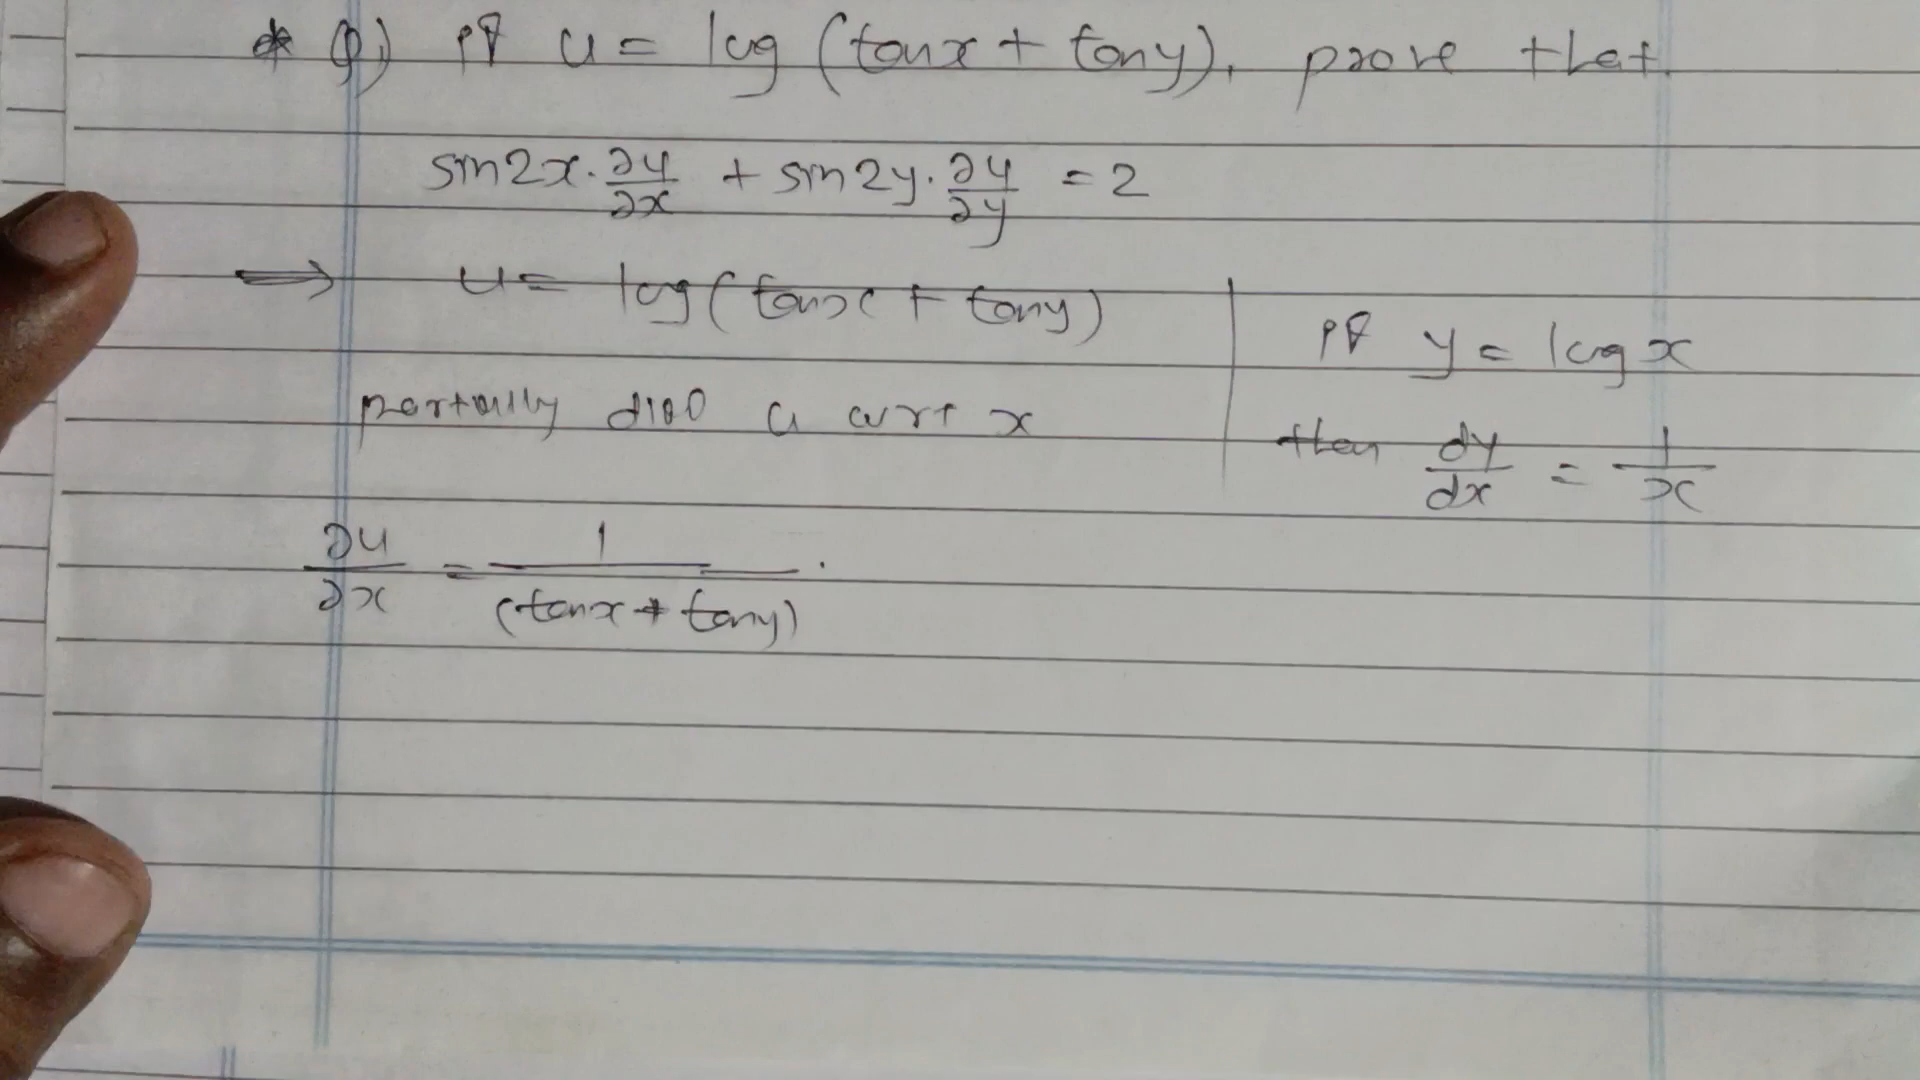 * Q) If u = log (tanx + tany), prove that
sin2x. ∂u/∂x + sin2y. ∂u/∂y = 2
⇒ u = log (tanx + tany)
partially diff u wrt x
∂u/∂x = 1/(tanx + tany) .
If y = log x
then dy/dx = 1/x